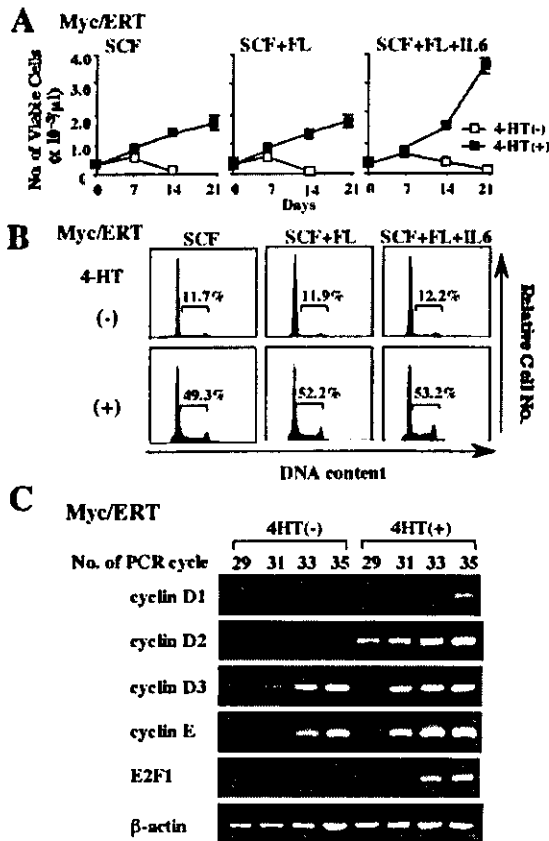 A Myc/ERT
SCF SCF+FL SCF+FL+IL6
No. of Viable Cells
(x 10⁻³/µl)
4.0
3.0
2.0
1.0
0
4-HT(-)
4-HT(+)
0 7 14 21 0 7 14 21 0 7 14 21
Days
B Myc/ERT
SCF SCF+FL SCF+FL+IL6
4-HT
(-)
11.7% 11.9% 12.2%
(+)
49.3% 52.2% 53.2%
Relative Cell No.
DNA content
C Myc/ERT
4HT(-) 4HT(+)
No. of PCR cycle 29 31 33 35 29 31 33 35
cyclin D1
cyclin D2
cyclin D3
cyclin E
E2F1
β-actin